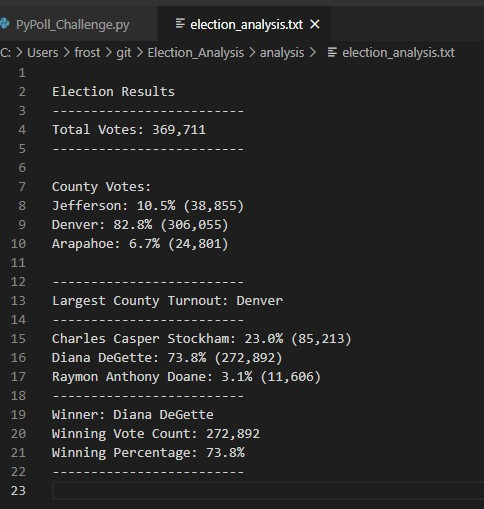 PyPoll_Challenge.py election_analysis.txt
C: > Users > frost > git > Election_Analysis > analysis > election_analysis.txt
1
2 Election Results
3 -------------------------
4 Total Votes: 369,711
5 -------------------------
6
7 County Votes:
8 Jefferson: 10.5% (38,855)
9 Denver: 82.8% (306,055)
10 Arapahoe: 6.7% (24,801)
11
12 -------------------------
13 Largest County Turnout: Denver
14 -------------------------
15 Charles Casper Stockham: 23.0% (85,213)
16 Diana DeGette: 73.8% (272,892)
17 Raymon Anthony Doane: 3.1% (11,606)
18 -------------------------
19 Winner: Diana DeGette
20 Winning Vote Count: 272,892
21 Winning Percentage: 73.8%
22 -------------------------
23